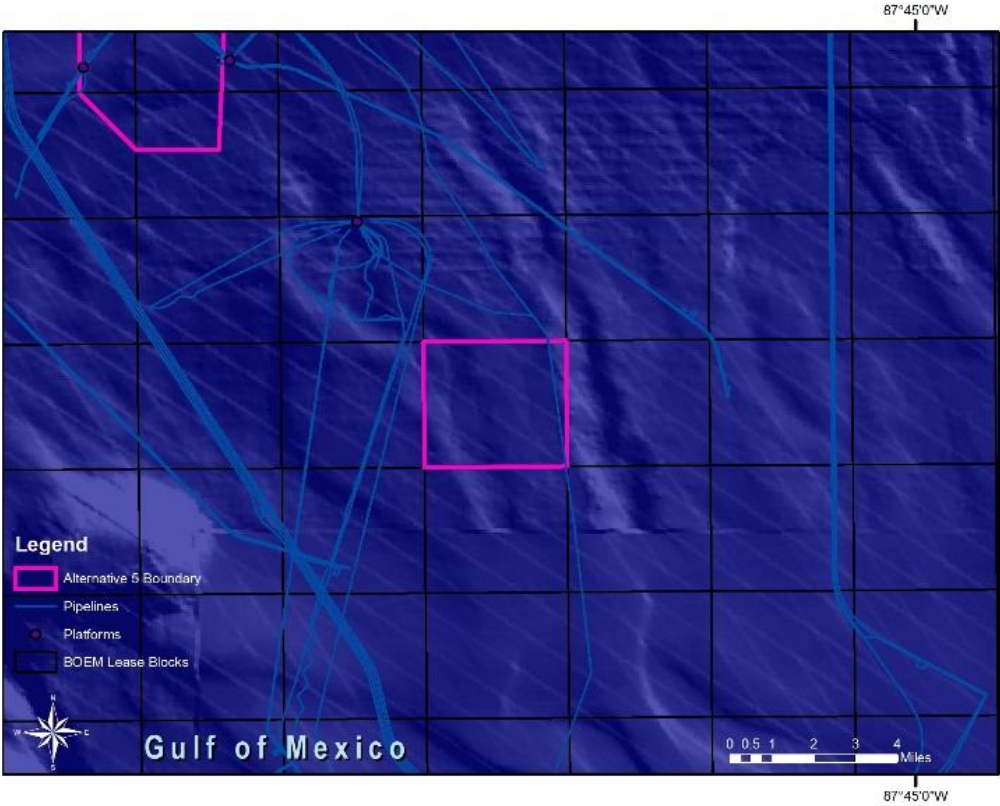 87°45'0"W
Legend
Alternative 5 Boundary
Pipelines
Platforms
BOEM Lease Blocks
N
W E
S
Gulf of Mexico
0 0.5 1 2 3 4
Miles
87°45'0"W